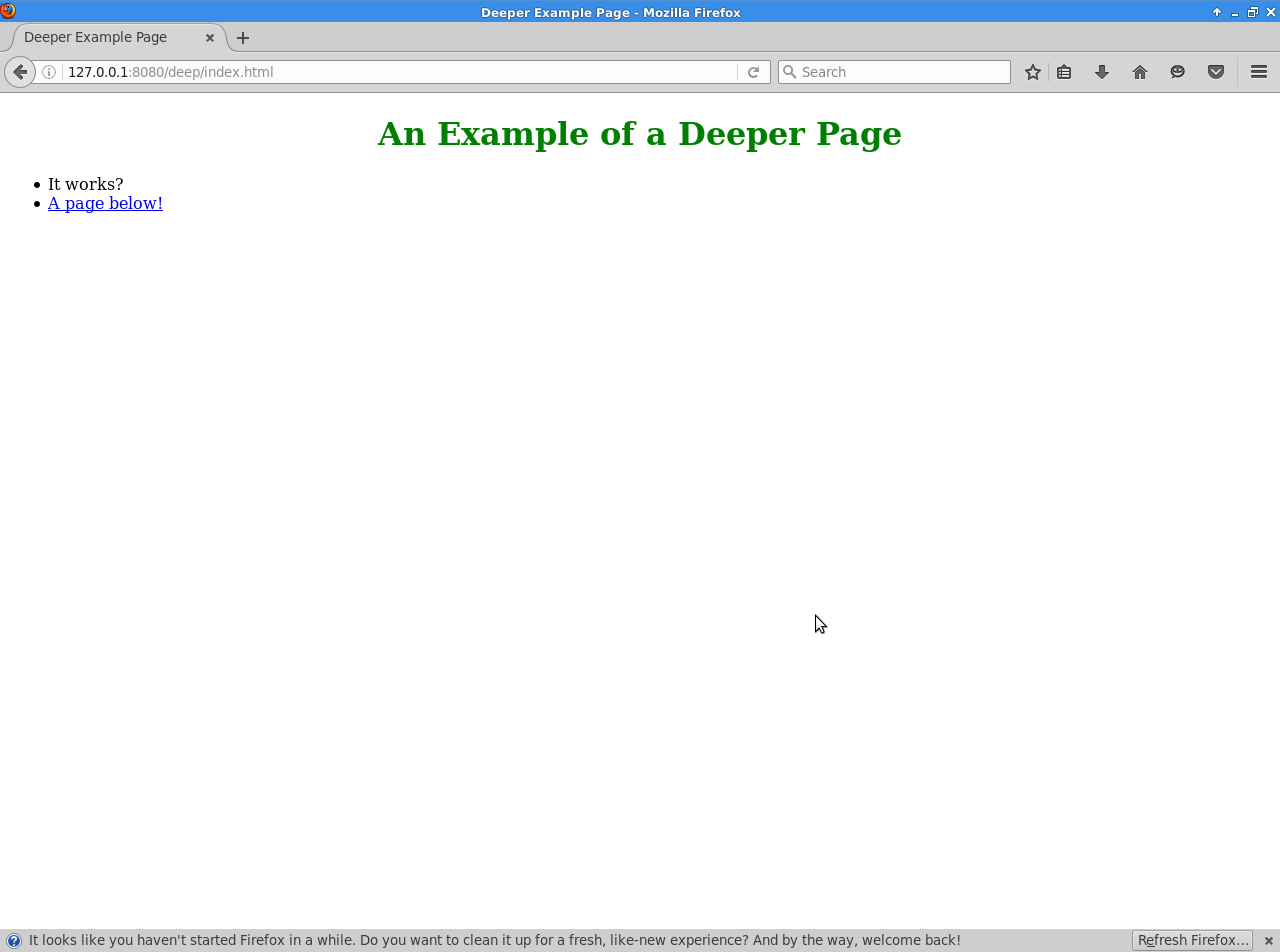 Deeper Example Page - Mozilla Firefox
Deeper Example Page
127.0.0.1:8080/deep/index.html
Search
An Example of a Deeper Page
It works?
A page below!
It looks like you haven't started Firefox in a while. Do you want to clean it up for a fresh, like-new experience? And by the way, welcome back!
Refresh Firefox...